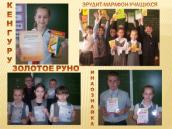 КЕНГУРУ
ЭРУДИТ-МАРАФОН УЧАЩИХСЯ
ЗОЛОТОЕ РУНО
ИНФОЗНАЙКА